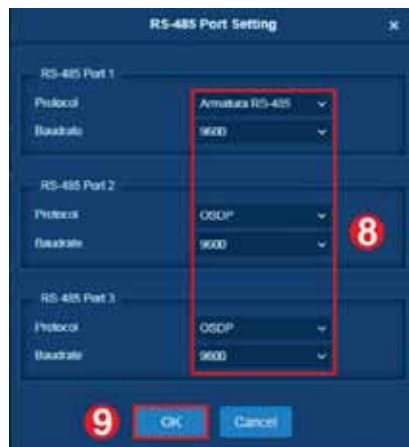 RS-485 Port Setting ×
RS-485 Port 1
Protocol Armatura RS-485
Baudrate 9600
RS-485 Port 2
Protocol OSDP
Baudrate 9600
8
RS-485 Port 3
Protocol OSDP
Baudrate 9600
9 OK Cancel